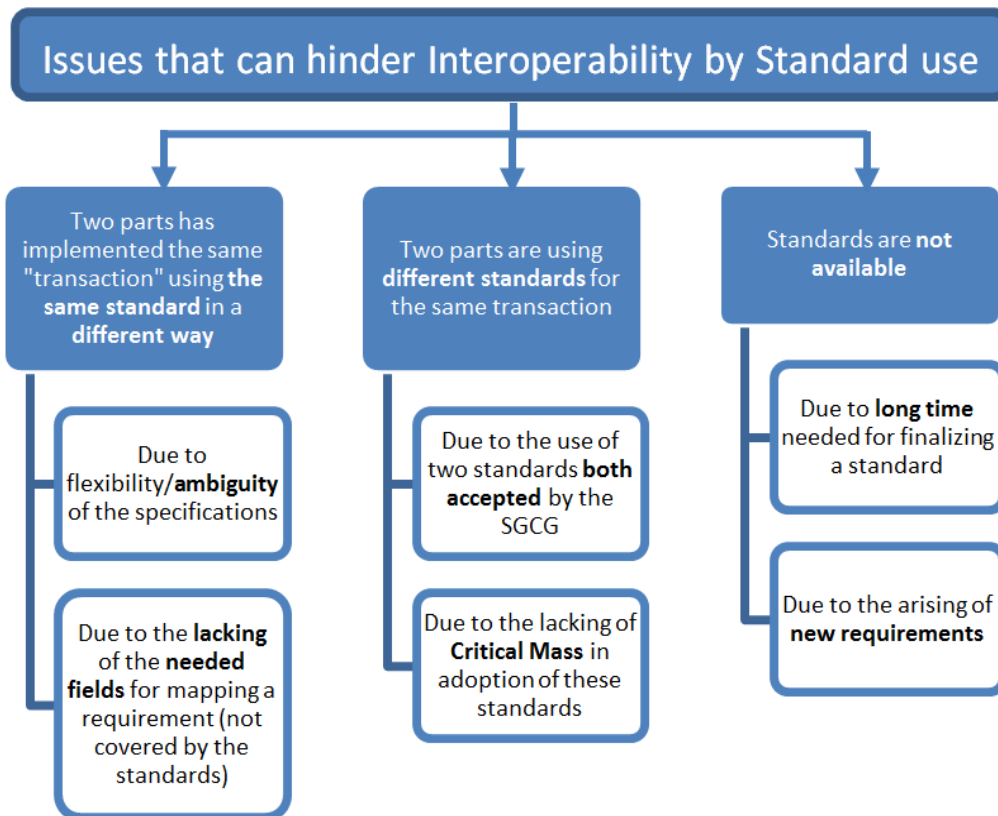 Issues that can hinder Interoperability by Standard use
Two parts has
implemented the same
"transaction" using the
same standard in a
different way
Due to
flexibility/ambiguity
of the specifications
Due to the lacking
of the needed
fields for mapping a
requirement (not
covered by the
standards)
Two parts are using
different standards for
the same transaction
Due to the use of
two standards both
accepted by the
SGCG
Due to the lacking of
Critical Mass in
adoption of these
standards
Standards are not
available
Due to long time
needed for finalizing
a standard
Due to the arising of
new requirements